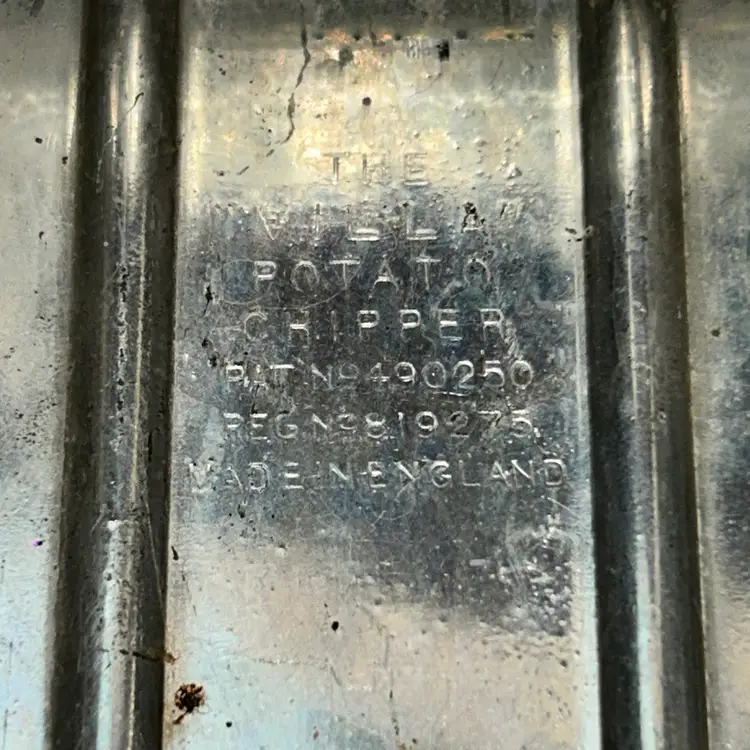 THE
"VILLA"
POTATO
CHIPPER
PAT. Nº 490250
REG. Nº 819275
MADE IN ENGLAND